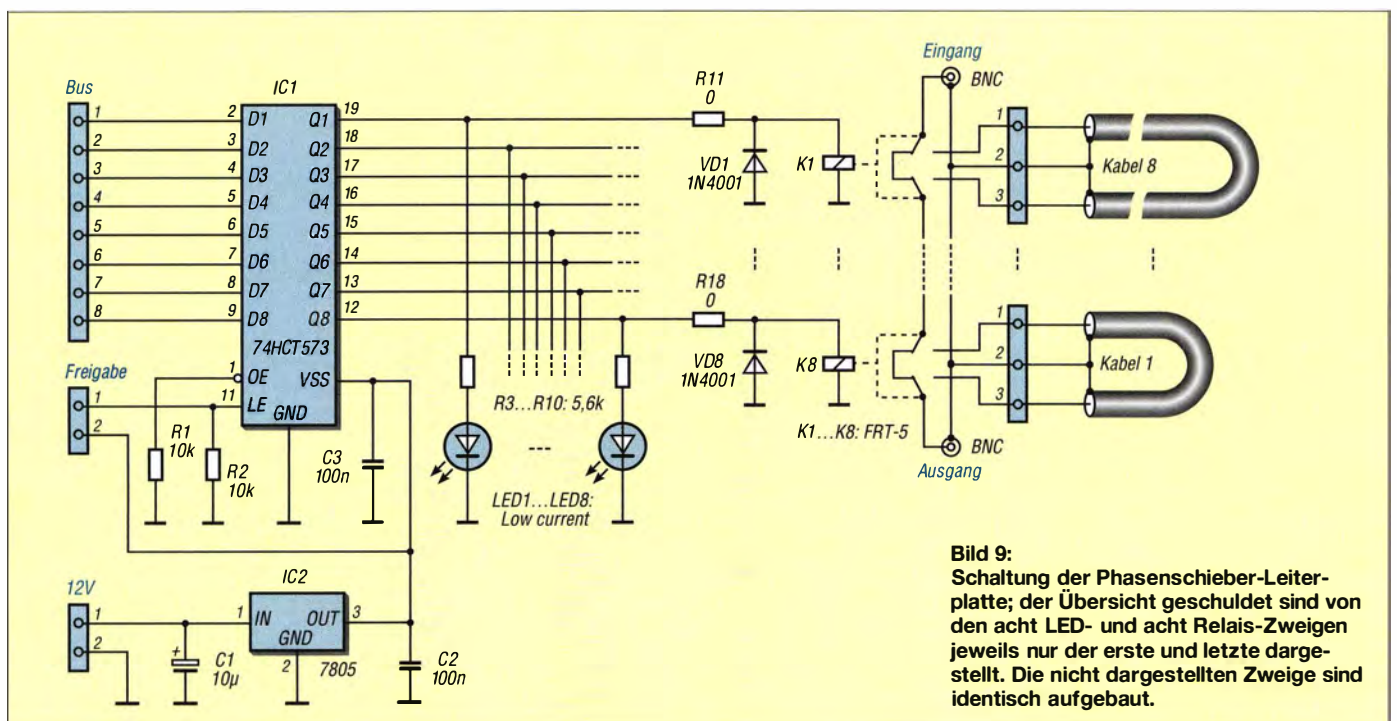 Bus
1
2
3
4
5
6
7
8
IC1
2 D1 Q1 19
3 D2 Q2 18
4 D3 Q3 17
5 D4 Q4 16
6 D5 Q5 15
7 D6 Q6 14
8 D7 Q7 13
9 D8 Q8 12
74HCT573
1 OE VSS
11 LE GND
Freigabe
1
2
R1
10k
R2
10k
C3
100n
R3...R10: 5,6k
---
LED1...LED8:
Low current
12V
1
2
+
C1
10µ
IC2
1 IN OUT 3
GND
2 7805
C2
100n
R11
0
VD1
1N4001
K1
R18
0
VD8
1N4001
K8
K1...K8: FRT-5
Eingang
BNC
1
2
3
Kabel 8
1
2
3
Kabel 1
BNC
Ausgang
Bild 9:
Schaltung der Phasenschieber-Leiter-
platte; der Übersicht geschuldet sind von
den acht LED- und acht Relais-Zweigen
jeweils nur der erste und letzte darge-
stellt. Die nicht dargestellten Zweige sind
identisch aufgebaut.